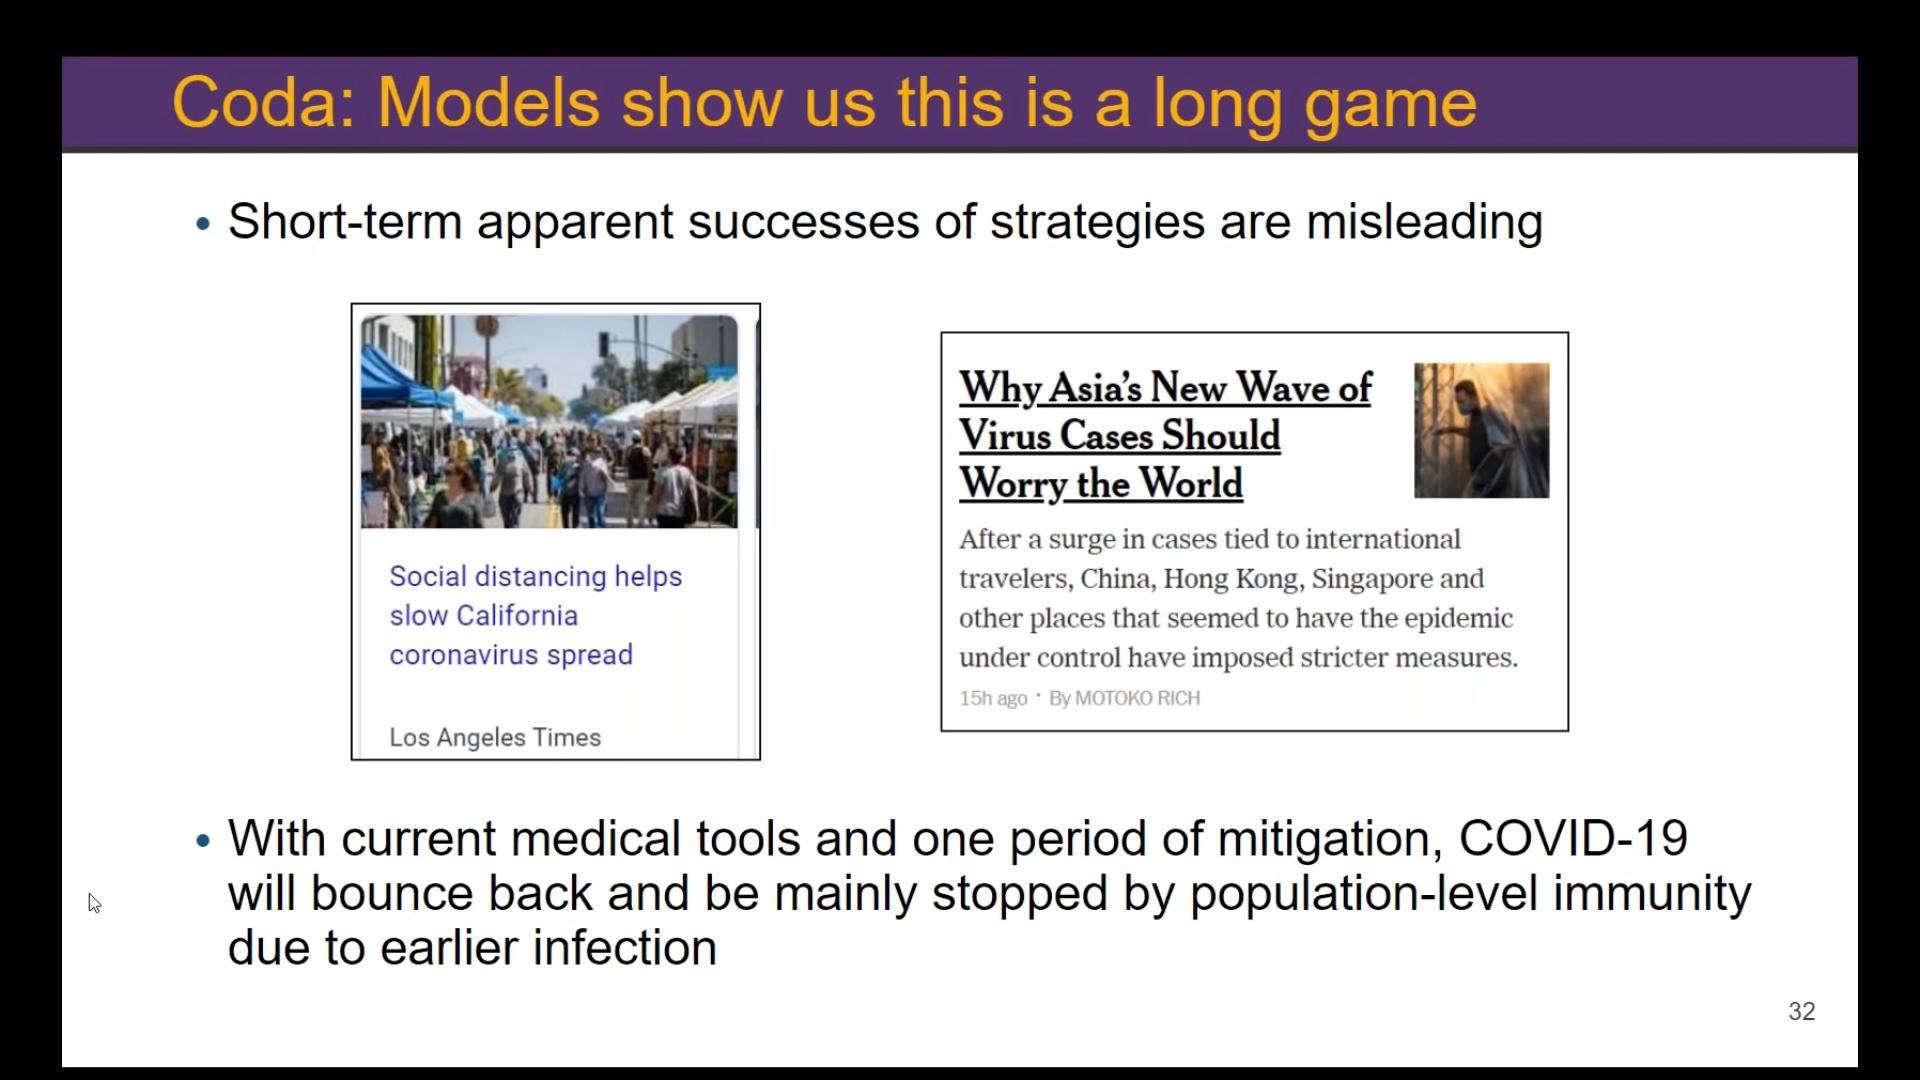 Coda: Models show us this is a long game
• Short-term apparent successes of strategies are misleading
Social distancing helps
slow California
coronavirus spread
Los Angeles Times
Why Asia's New Wave of
Virus Cases Should
Worry the World
After a surge in cases tied to international
travelers, China, Hong Kong, Singapore and
other places that seemed to have the epidemic
under control have imposed stricter measures.
15h ago · By MOTOKO RICH
• With current medical tools and one period of mitigation, COVID-19
will bounce back and be mainly stopped by population-level immunity
due to earlier infection
32